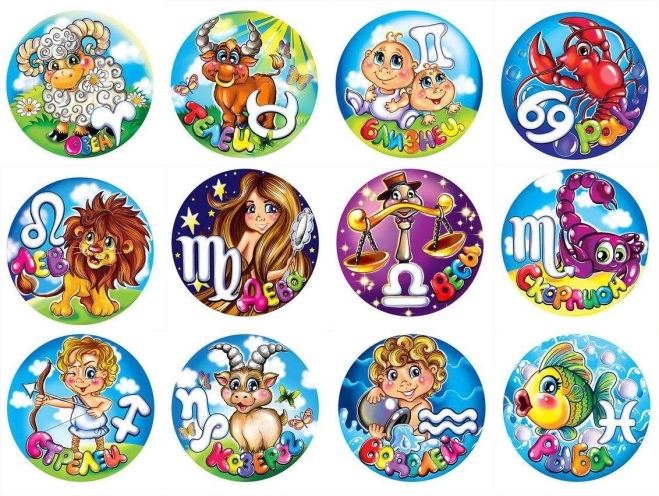 ОВЕН
ТЕЛЕЦ
БЛИЗНЕЦ
РАК
ЛЕВ
ДЕВА
ВЕСЫ
СКОРПИОН
СТРЕЛЕЦ
КОЗЕРОГ
ВОДОЛЕЙ
РЫБА